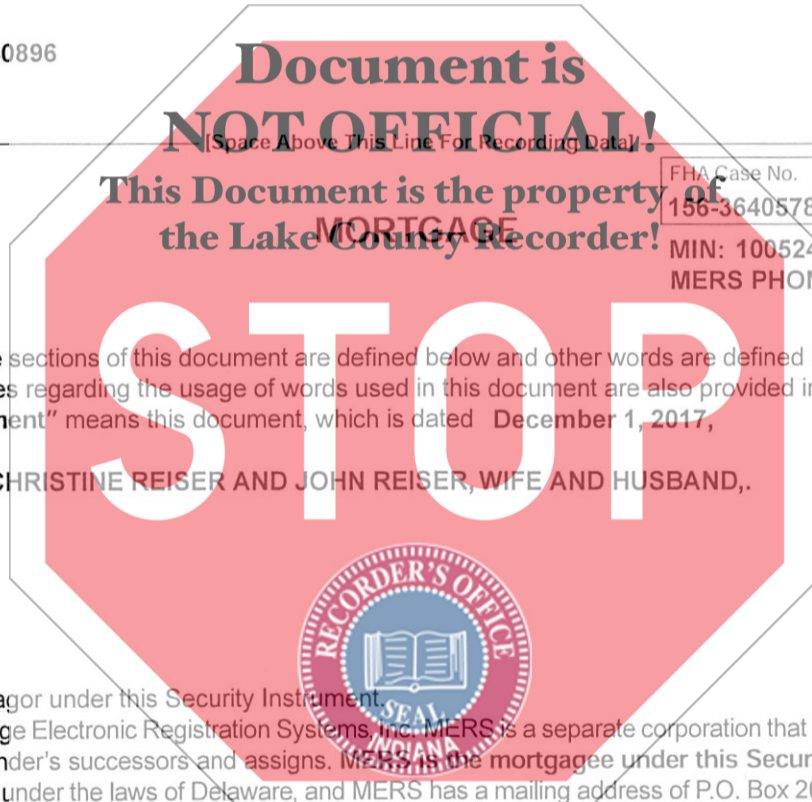 0896
Document is
NOT OFFICIAL!
[Space Above This Line For Recording Data]
This Document is the property of
the Lake County Recorder!
FHA Case No.
156-3640578
MORTGAGE
MIN: 100524
MERS PHON
sections of this document are defined below and other words are defined
es regarding the usage of words used in this document are also provided in
ent" means this document, which is dated December 1, 2017,
STOP
CHRISTINE REISER AND JOHN REISER, WIFE AND HUSBAND,.
RECORDER'S OFFICE
SEAL
INDIANA
agor under this Security Instrument.
ge Electronic Registration Systems, Inc. MERS is a separate corporation that
nder's successors and assigns. MERS is the mortgagee under this Secur
under the laws of Delaware, and MERS has a mailing address of P.O. Box 2